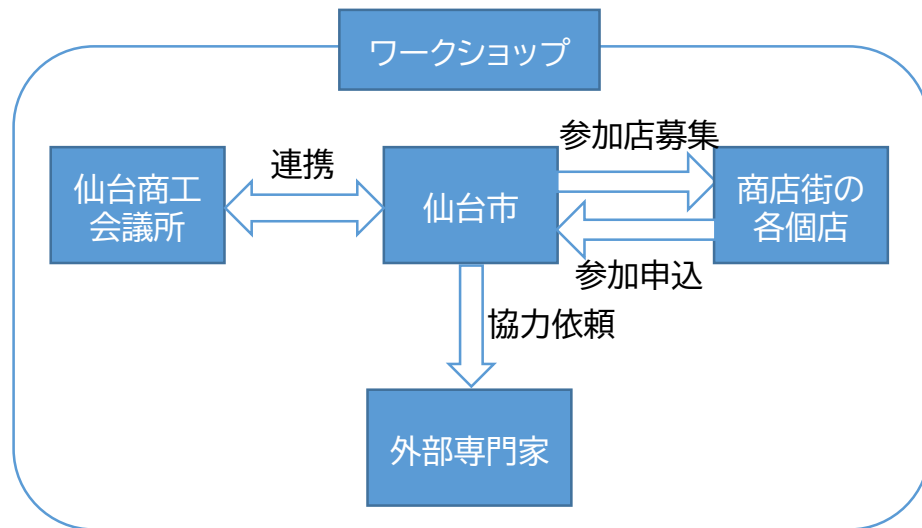 ワークショップ
参加店募集
連携
仙台商工
会議所
仙台市
商店街の
各個店
参加申込
協力依頼
外部専門家